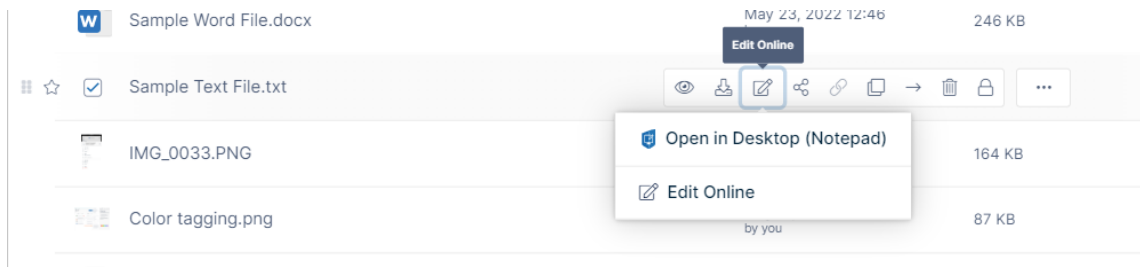 W
Sample Word File.docx
May 23, 2022 12:46
246 KB
Edit Online
Sample Text File.txt
...
Open in Desktop (Notepad)
IMG_0033.PNG
164 KB
Edit Online
Color tagging.png
by you
87 KB